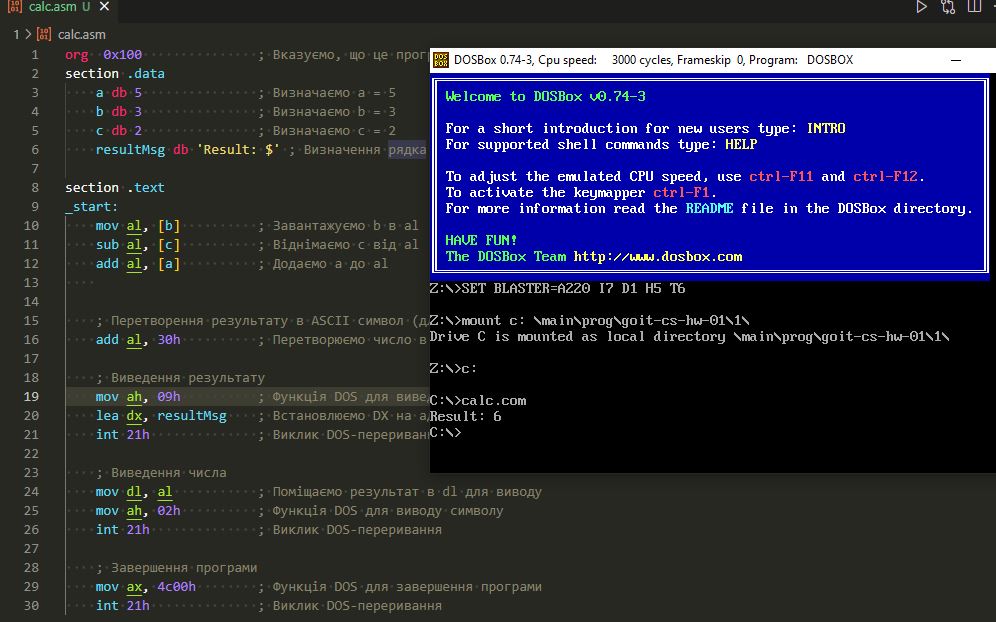 calc.asm U
1 > calc.asm
1 org 0x100 ; Вказуємо, що це
2 section .data
3 a db 5 ; Визначаємо a = 5
4 b db 3 ; Визначаємо b = 3
5 c db 2 ; Визначаємо c = 2
6 resultMsg db 'Result: $' ; Визначення рядка
7
8 section .text
9 _start:
10 mov al, [b] ; Завантажуємо b в al
11 sub al, [c] ; Віднімаємо c від al
12 add al, [a] ; Додаємо a до al
13
14
15 ; Перетворення результату в ASCII символ
16 add al, 30h ; Перетворюємо число в
17
18 ; Виведення результату
19 mov ah, 09h ; Функція DOS для
20 lea dx, resultMsg ; Встановлюємо DX на
21 int 21h ; Виклик
22
23 ; Виведення числа
24 mov dl, al ; Поміщаємо результат в dl для виводу
25 mov ah, 02h ; Функція DOS для виводу символу
26 int 21h ; Виклик DOS-переривання
27
28 ; Завершення програми
29 mov ax, 4c00h ; Функція DOS для завершення програми
30 int 21h ; Виклик DOS-переривання
DOSBox 0.74-3, Cpu speed: 3000 cycles, Frameskip 0, Program: DOSBOX
Welcome to DOSBox v0.74-3
For a short introduction for new users type: INTRO
For supported shell commands type: HELP
To adjust the emulated CPU speed, use ctrl-F11 and ctrl-F12.
To activate the keymapper ctrl-F1.
For more information read the README file in the DOSBox directory.
HAVE FUN!
The DOSBox Team http://www.dosbox.com
Z:\>SET BLASTER=A220 I7 D1 H5 T6
Z:\>mount c: \main\prog\goit-cs-hw-01\1\
Drive C is mounted as local directory \main\prog\goit-cs-hw-01\1\
Z:\>c:
C:\>calc.com
Result: 6
C:\>